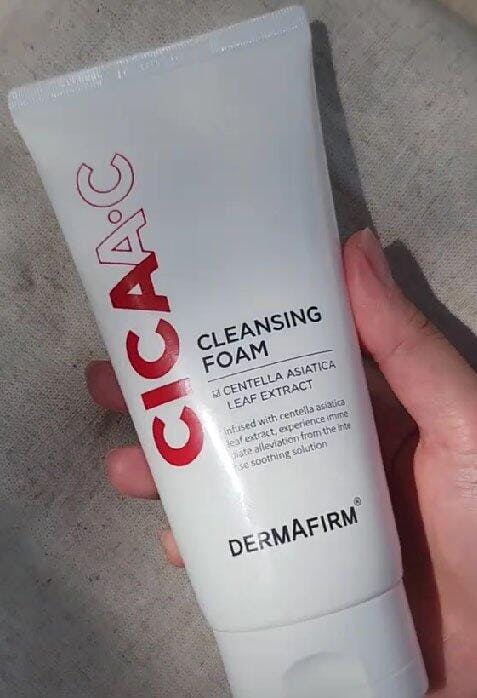 CICA A·C
CLEANSING
FOAM
☑ CENTELLA ASIATICA
LEAF EXTRACT
infused with centella asiatica
leaf extract, experience imme
diate alleviation from the inte
nse soothing solution
DERMAFIRM®